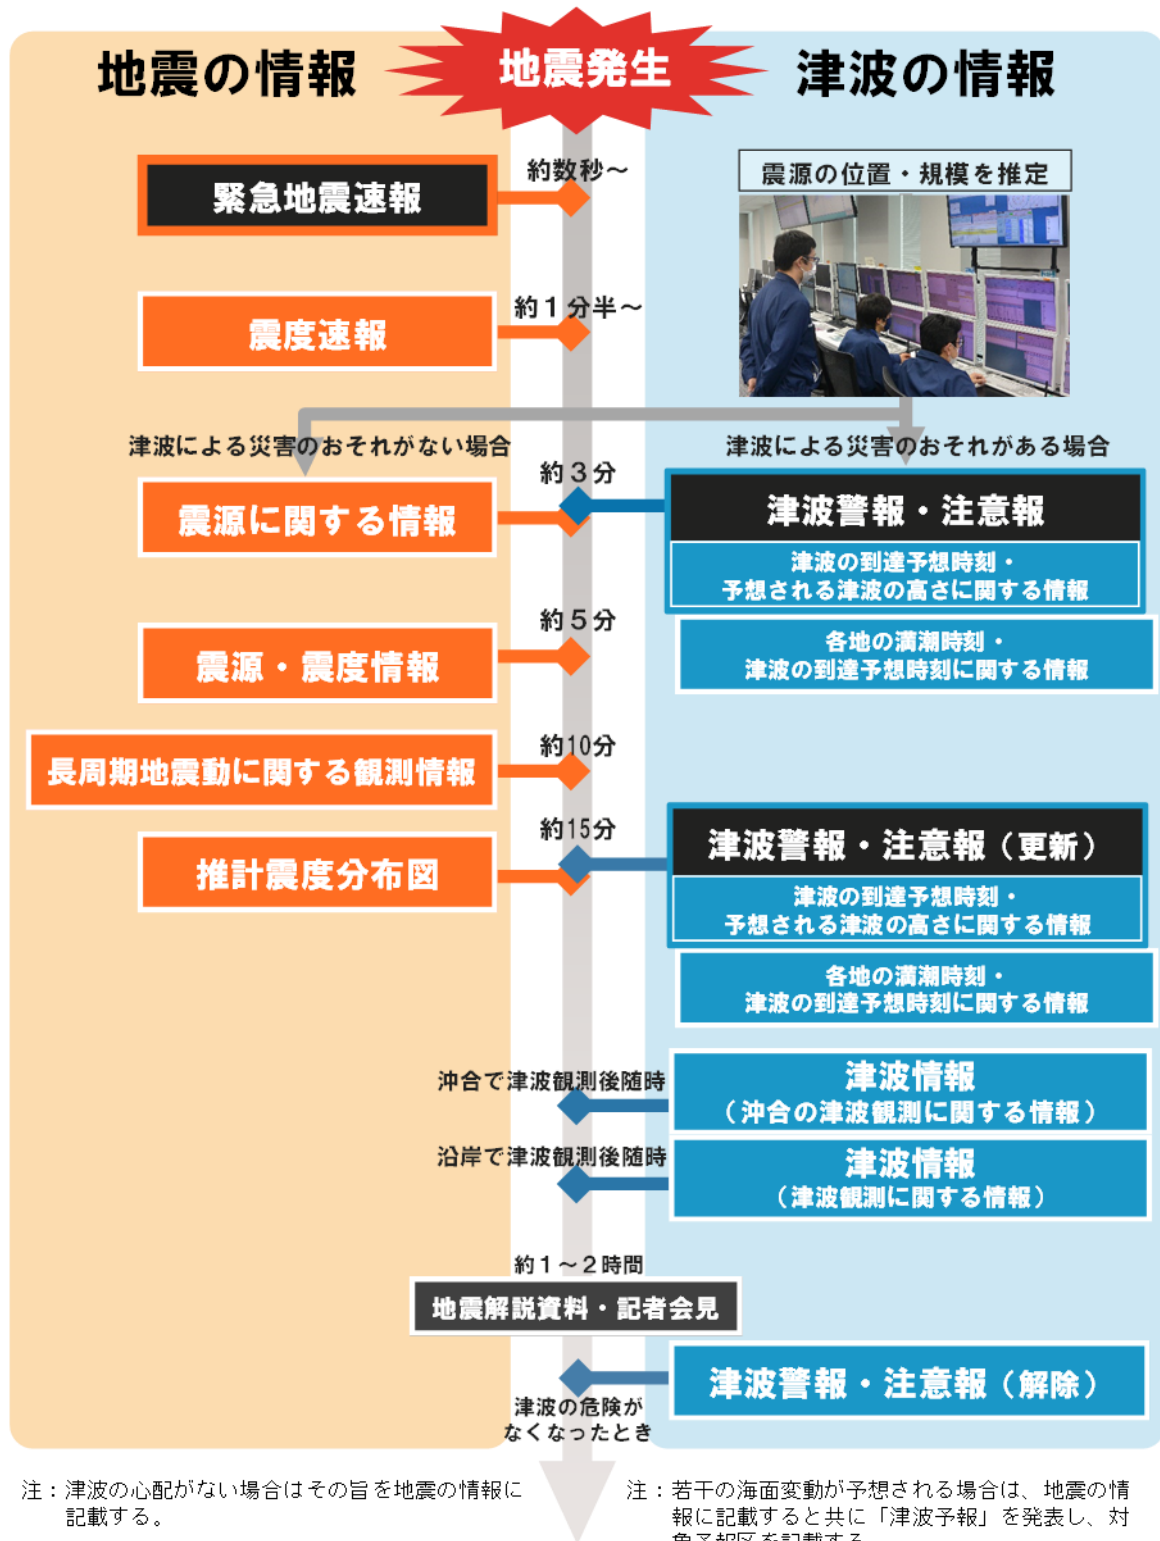 地震の情報
地震発生
津波の情報
約数秒～
緊急地震速報
震源の位置・規模を推定
約１分半～
震度速報
津波による災害のおそれがない場合
津波による災害のおそれがある場合
約３分
震源に関する情報
津波警報・注意報
津波の到達予想時刻・
予想される津波の高さに関する情報
約５分
震源・震度情報
各地の満潮時刻・
津波の到達予想時刻に関する情報
約10分
長周期地震動に関する観測情報
約15分
推計震度分布図
津波警報・注意報（更新）
津波の到達予想時刻・
予想される津波の高さに関する情報
各地の満潮時刻・
津波の到達予想時刻に関する情報
沖合で津波観測後随時
津波情報
（沖合の津波観測に関する情報）
沿岸で津波観測後随時
津波情報
（津波観測に関する情報）
約１～２時間
地震解説資料・記者会見
津波警報・注意報（解除）
津波の危険が
なくなったとき
注：津波の心配がない場合はその旨を地震の情報に
記載する。
注：若干の海面変動が予想される場合は、地震の情
報に記載すると共に「津波予報」を発表し、対
象予報区を記載する